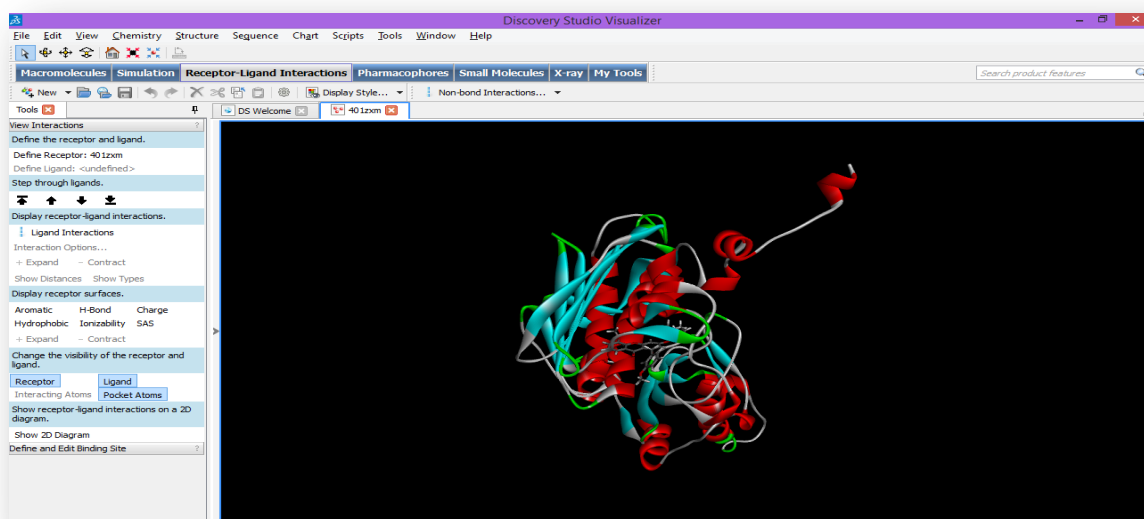 Discovery Studio Visualizer
File Edit View Chemistry Structure Sequence Chart Scripts Tools Window Help
Macromolecules Simulation Receptor-Ligand Interactions Pharmacophores Small Molecules X-ray My Tools
Search product features
New Display Style... Non-bond Interactions...
Tools DS Welcome 401zxm
View Interactions ?
Define the receptor and ligand.
Define Receptor: 401zxm
Define Ligand: <undefined>
Step through ligands.
Display receptor-ligand interactions.
Ligand Interactions
Interaction Options...
+ Expand - Contract
Show Distances Show Types
Display receptor surfaces.
Aromatic H-Bond Charge
Hydrophobic Ionizability SAS
+ Expand - Contract
Change the visibility of the receptor and
ligand.
Receptor Ligand
Interacting Atoms Pocket Atoms
Show receptor-ligand interactions on a 2D
diagram.
Show 2D Diagram
Define and Edit Binding Site ?